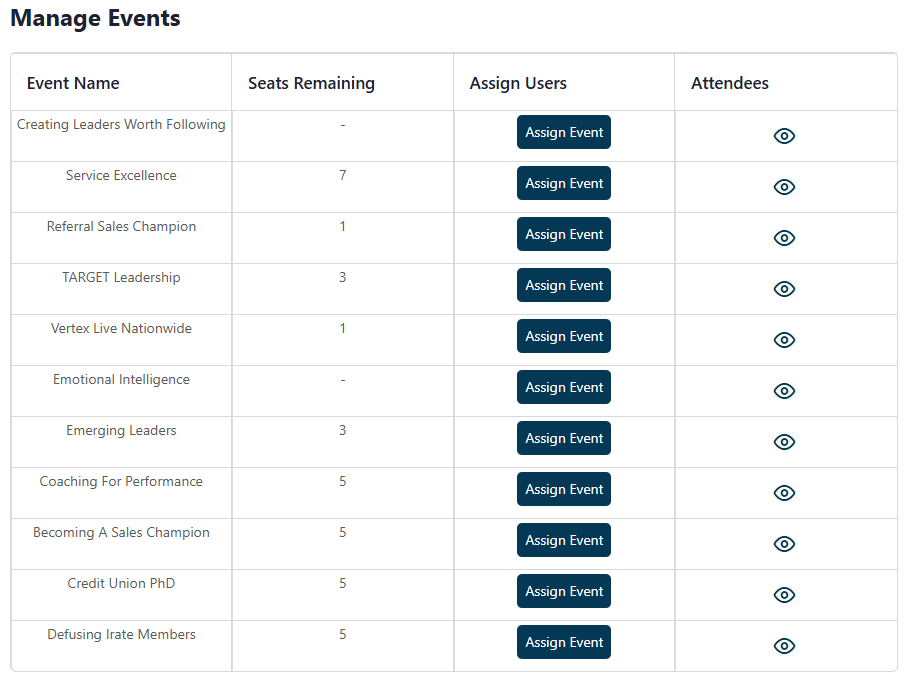 Manage Events
Event Name Seats Remaining Assign Users Attendees
Creating Leaders Worth Following - Assign Event
Service Excellence 7 Assign Event
Referral Sales Champion 1 Assign Event
TARGET Leadership 3 Assign Event
Vertex Live Nationwide 1 Assign Event
Emotional Intelligence - Assign Event
Emerging Leaders 3 Assign Event
Coaching For Performance 5 Assign Event
Becoming A Sales Champion 5 Assign Event
Credit Union PhD 5 Assign Event
Defusing Irate Members 5 Assign Event